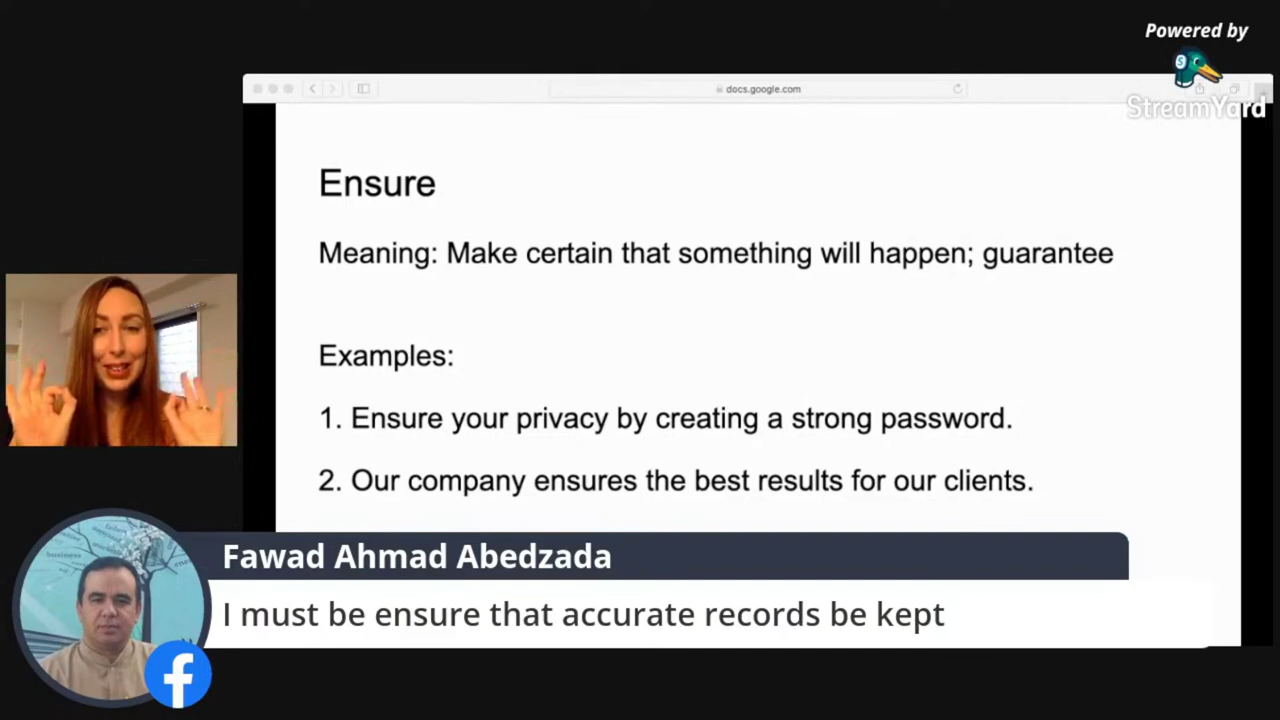 Powered by
StreamYard
docs.google.com
Ensure
Meaning: Make certain that something will happen; guarantee
Examples:
1. Ensure your privacy by creating a strong password.
2. Our company ensures the best results for our clients.
business
Fawad Ahmad Abedzada
I must be ensure that accurate records be kept